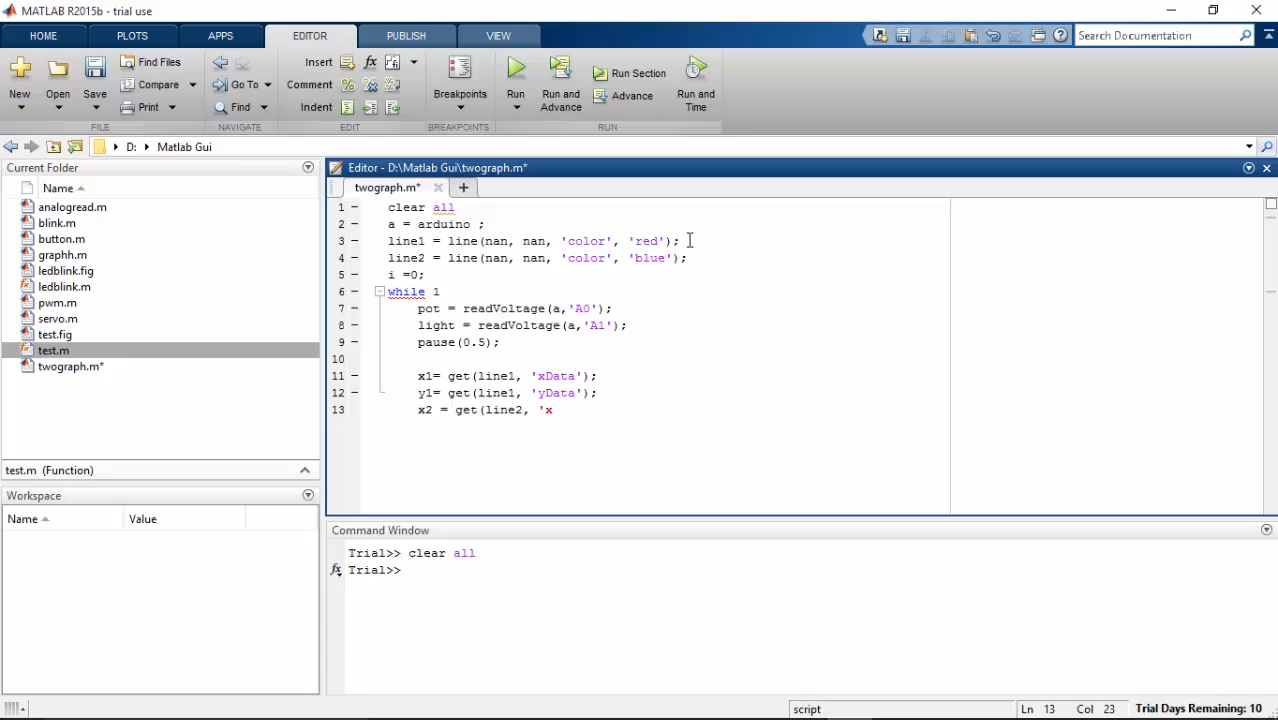 MATLAB R2015b - trial use
HOME PLOTS APPS EDITOR PUBLISH VIEW
Search Documentation
New Open Save Find Files Compare Print
Go To Find
Insert fx
Comment
Indent
Breakpoints
Run Run and Advance Run Section Advance Run and Time
FILE NAVIGATE EDIT BREAKPOINTS RUN
D: Matlab Gui
Current Folder
Name
analogread.m
blink.m
button.m
graphh.m
ledblink.fig
ledblink.m
pwm.m
servo.m
test.fig
test.m
twograph.m*
test.m (Function)
Workspace
Name Value
Editor - D:\Matlab Gui\twograph.m*
twograph.m*
1 clear all
2 a = arduino ;
3 line1 = line(nan, nan, 'color', 'red');
4 line2 = line(nan, nan, 'color', 'blue');
5 i =0;
6 while 1
7 pot = readVoltage(a,'A0');
8 light = readVoltage(a,'A1');
9 pause(0.5);
10
11 x1= get(line1, 'xData');
12 y1= get(line1, 'yData');
13 x2 = get(line2, 'x
Command Window
Trial>> clear all
fx Trial>>
script Ln 13 Col 23 Trial Days Remaining: 10